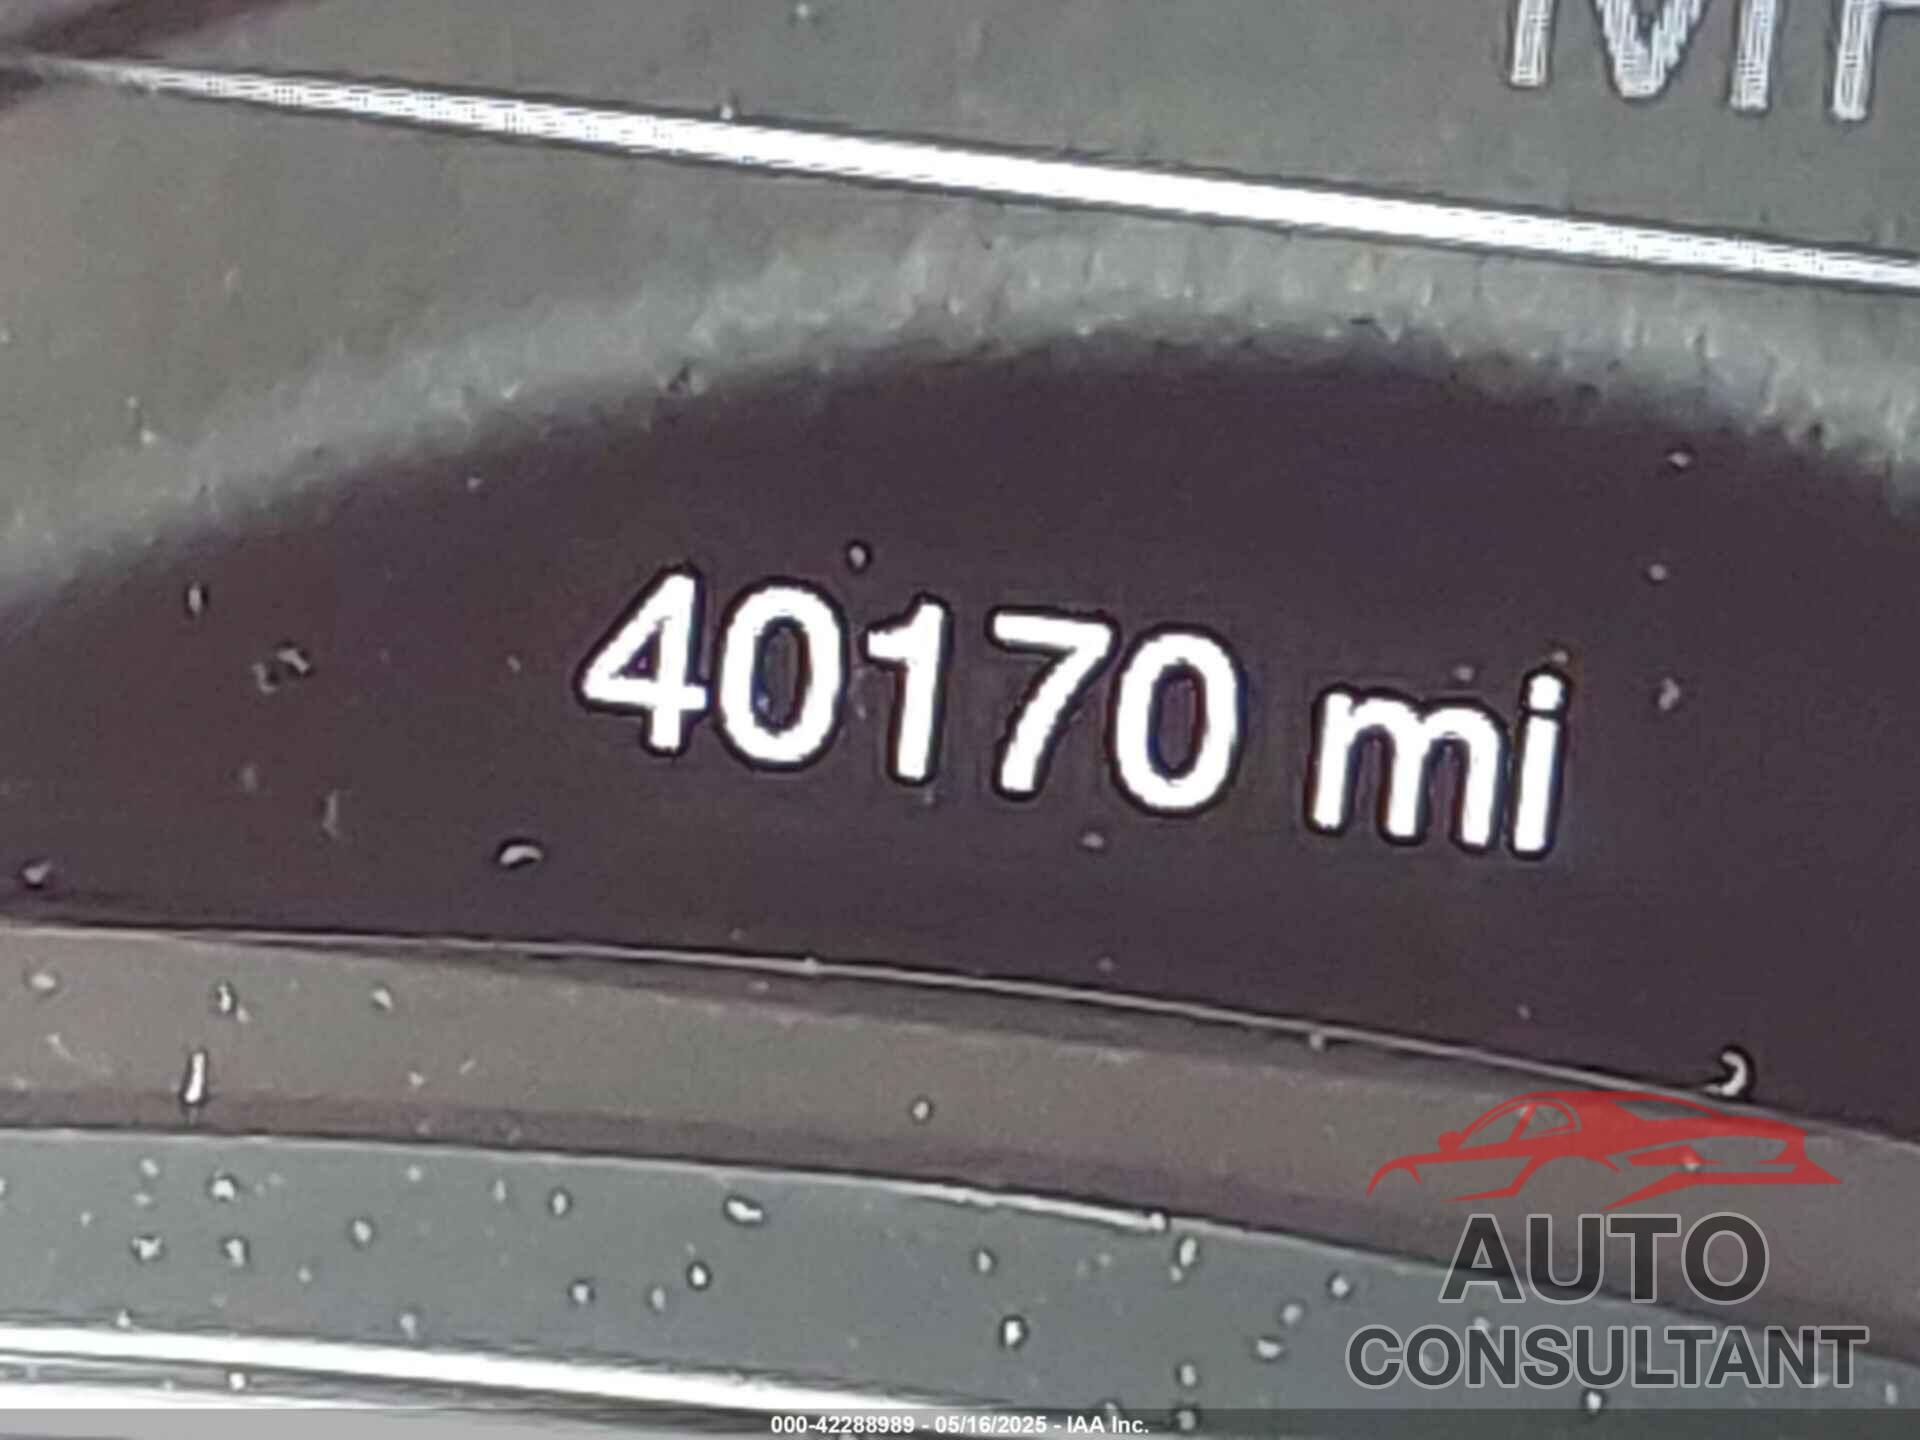 40170 mi
AUTO
CONSULTANT
000-42288989 - 05/16/2025 - IAA Inc.